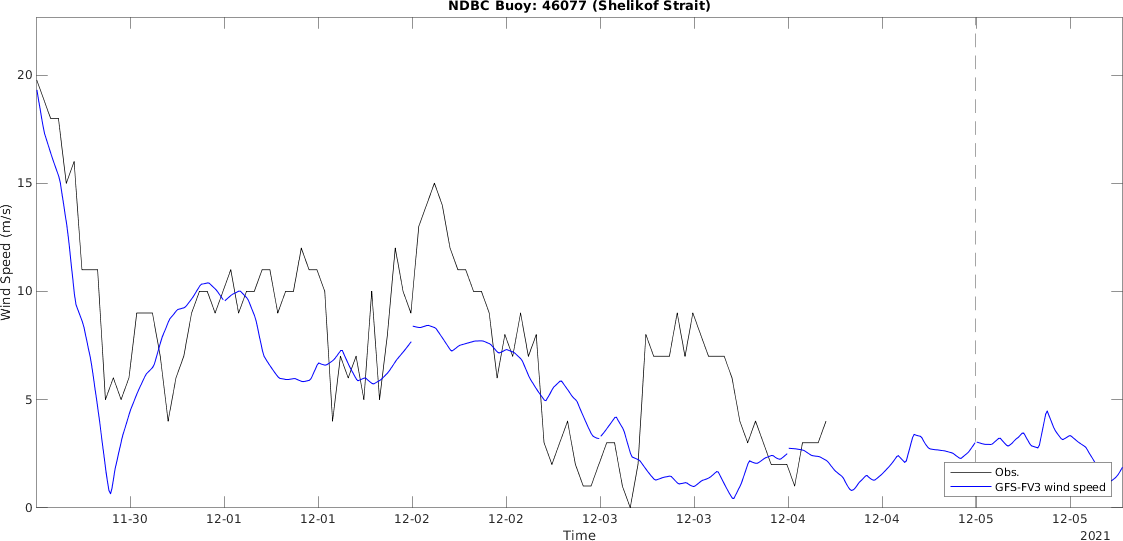 NDBC Buoy: 46077 (Shelikof Strait)
20
15
10
5
0
Wind Speed (m/s)
11-30 12-01 12-01 12-02 12-02 12-03 12-03 12-04 12-04 12-05 12-05
Time
2021
Obs.
GFS-FV3 wind speed